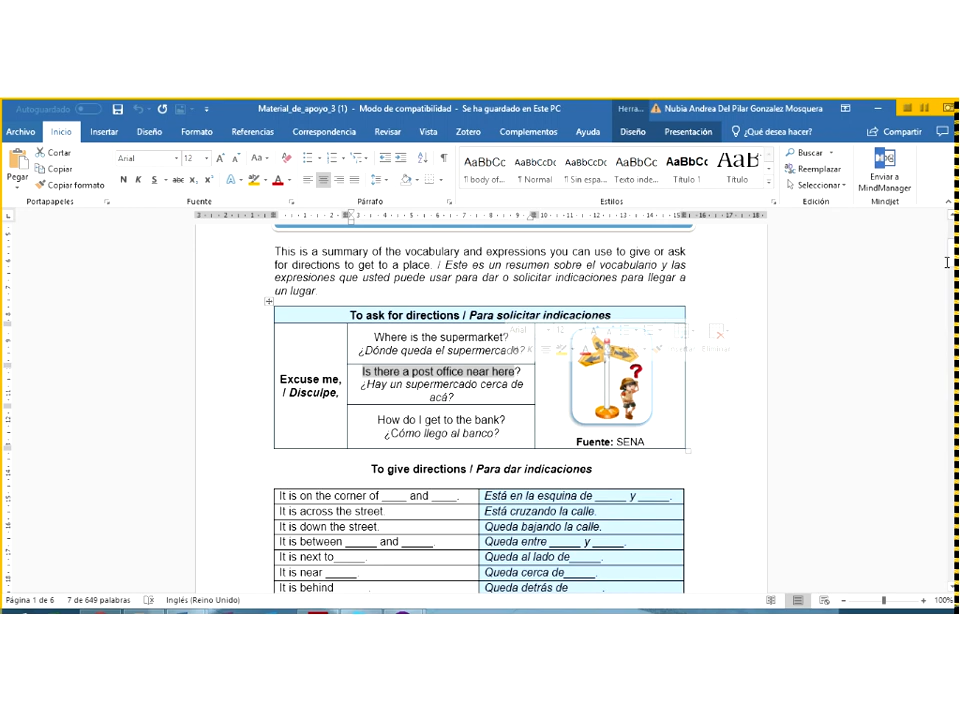 Autoguardado
Material_de_apoyo_3 (1) - Modo de compatibilidad - Se ha guardado en Este PC
Herra...
Nubia Andrea Del Pilar Gonzalez Mosquera
Archivo Inicio Insertar Diseño Formato Referencias Correspondencia Revisar Vista Zotero Complementos Ayuda Diseño Presentación ¿Qué desea hacer? Compartir
Pegar
Cortar
Copiar
Copiar formato
Portapapeles
Arial 12
N K S abc x₂ x²
Fuente
Párrafo
AaBbCc AaBbCcDc AaBbCcDc AaBbCc AaBbCc AaB
¶ body of... ¶ Normal ¶ Sin espa... Texto inde... Título 1 Título
Estilos
Buscar
Reemplazar
Seleccionar
Edición
Enviar a
MindManager
Mindjet
This is a summary of the vocabulary and expressions you can use to give or ask
for directions to get to a place. / Este es un resumen sobre el vocabulario y las
expresiones que usted puede usar para dar o solicitar indicaciones para llegar a
un lugar.
To ask for directions / Para solicitar indicaciones
Excuse me,
/ Disculpe,
Where is the supermarket?
¿Dónde queda el supermercado?
Is there a post office near here?
¿Hay un supermercado cerca de
acá?
How do I get to the bank?
¿Cómo llego al banco?
?
Fuente: SENA
To give directions / Para dar indicaciones
It is on the corner of ____ and ____. Está en la esquina de _____ y _____.
It is across the street. Está cruzando la calle.
It is down the street. Queda bajando la calle.
It is between _____ and _____. Queda entre _____ y _____.
It is next to_____. Queda al lado de_____.
It is near _____. Queda cerca de_____.
It is behind _____. Queda detrás de _____.
Página 1 de 6 7 de 649 palabras Inglés (Reino Unido) 100%